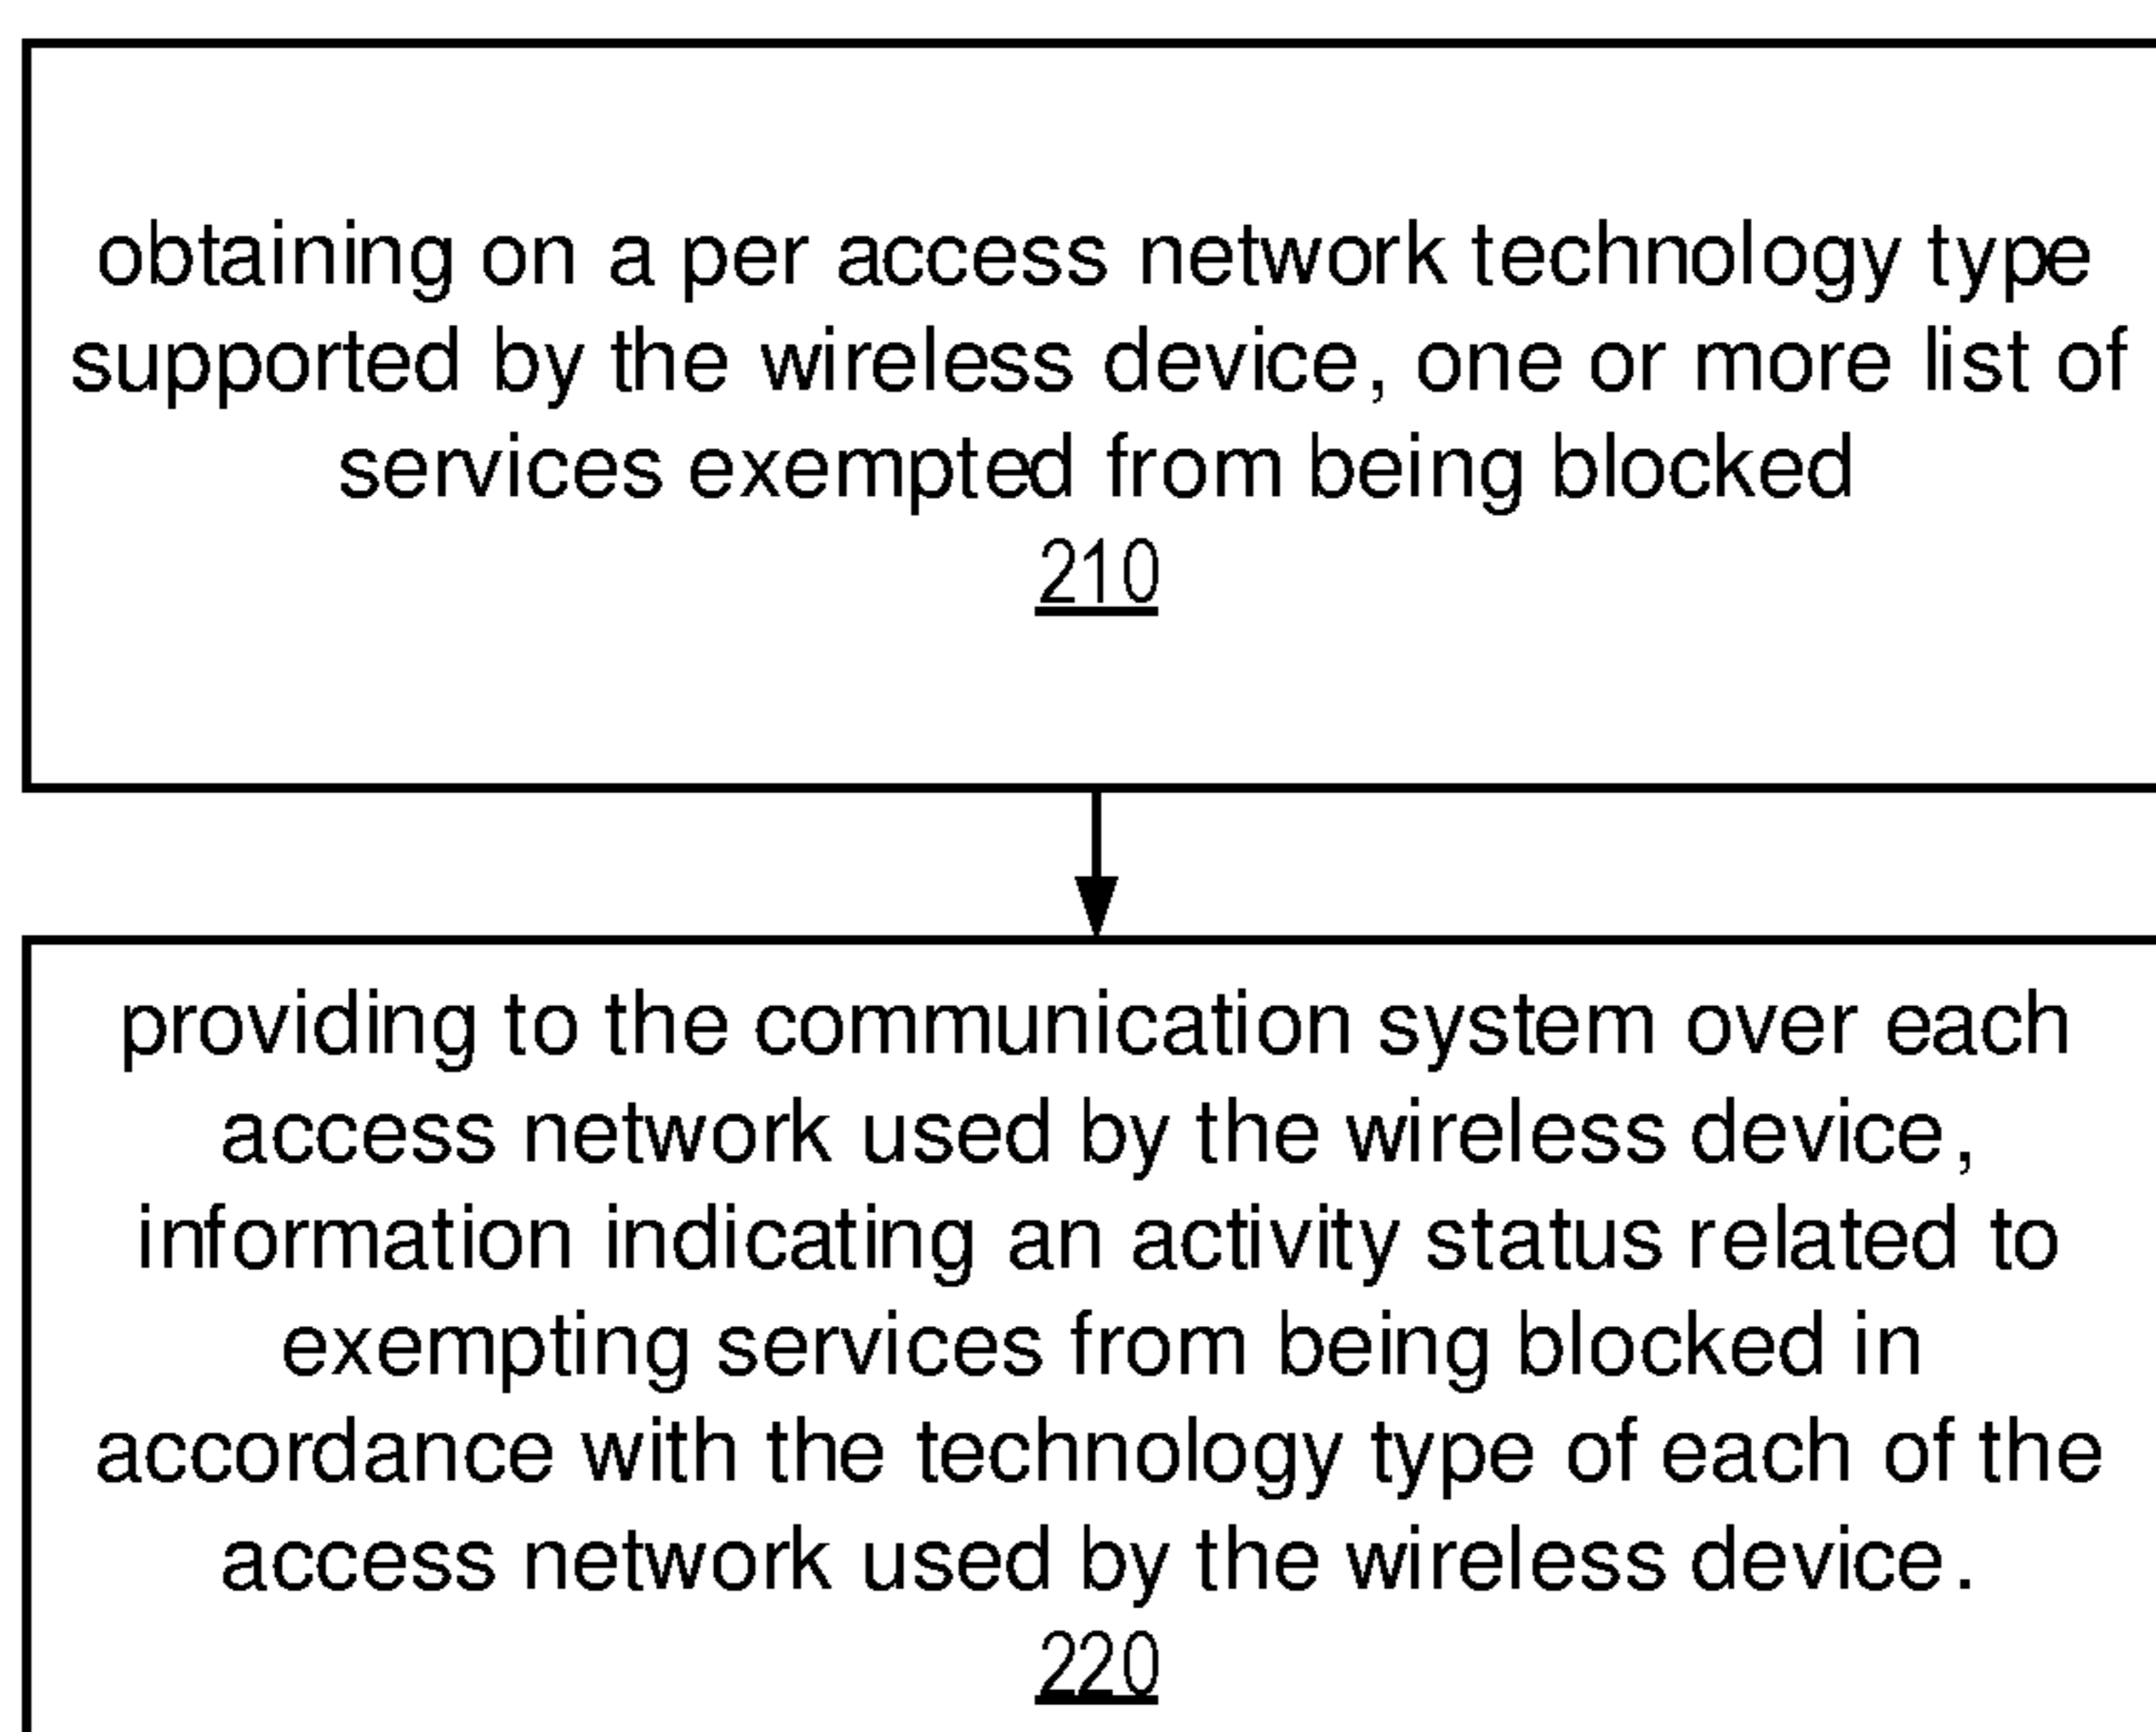 obtaining on a per access network technology type
supported by the wireless device, one or more list of
services exempted from being blocked
210
providing to the communication system over each
access network used by the wireless device,
information indicating an activity status related to
exempting services from being blocked in
accordance with the technology type of each of the
access network used by the wireless device.
220